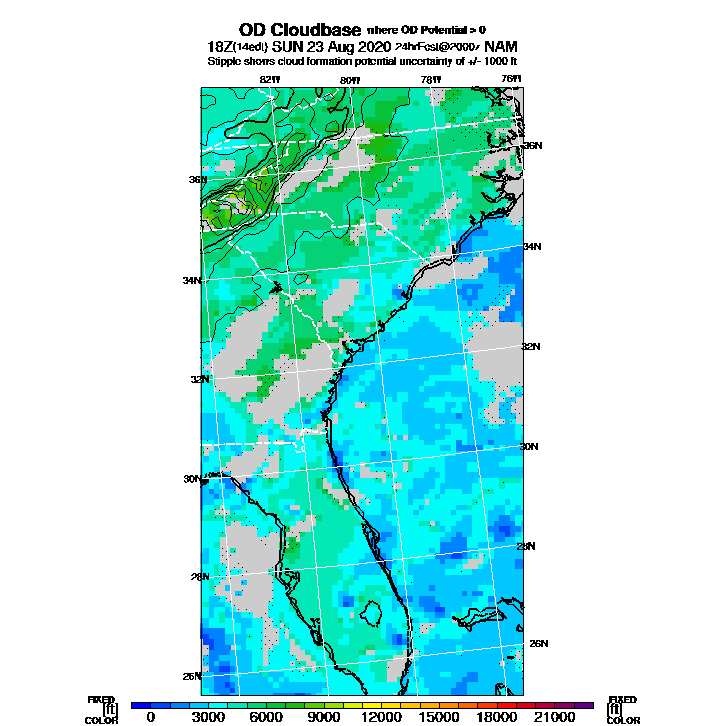 OD Cloudbase where OD Potential > 0
18Z (14edt) SUN 23 Aug 2020 24hrFcst@2000z NAM
Stipple shows cloud formation potential uncertainty of +/- 1000 ft
82W 80W 78W 76W
36N
36N
34N
34N
32N
32N
30N
30N
28N
28N
26N
26N
FIXED FIXED
[ft] 0 3000 6000 9000 12000 15000 18000 21000 [ft]
COLOR COLOR